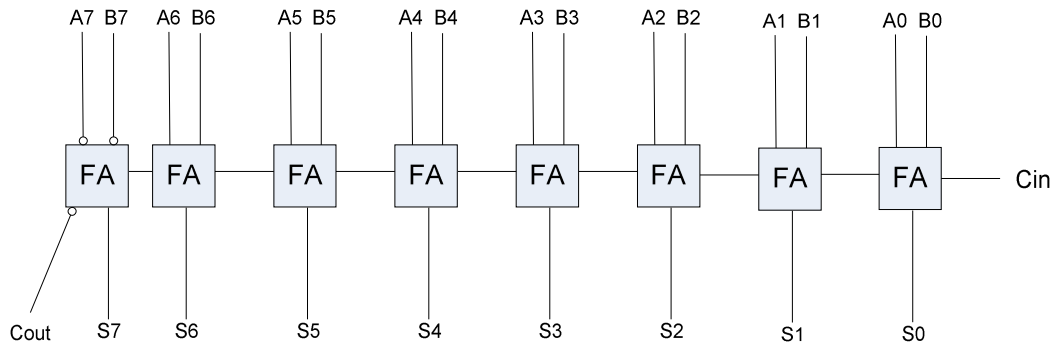 A7 B7 A6 B6 A5 B5 A4 B4 A3 B3 A2 B2 A1 B1 A0 B0
FA FA FA FA FA FA FA FA Cin
Cout S7 S6 S5 S4 S3 S2 S1 S0